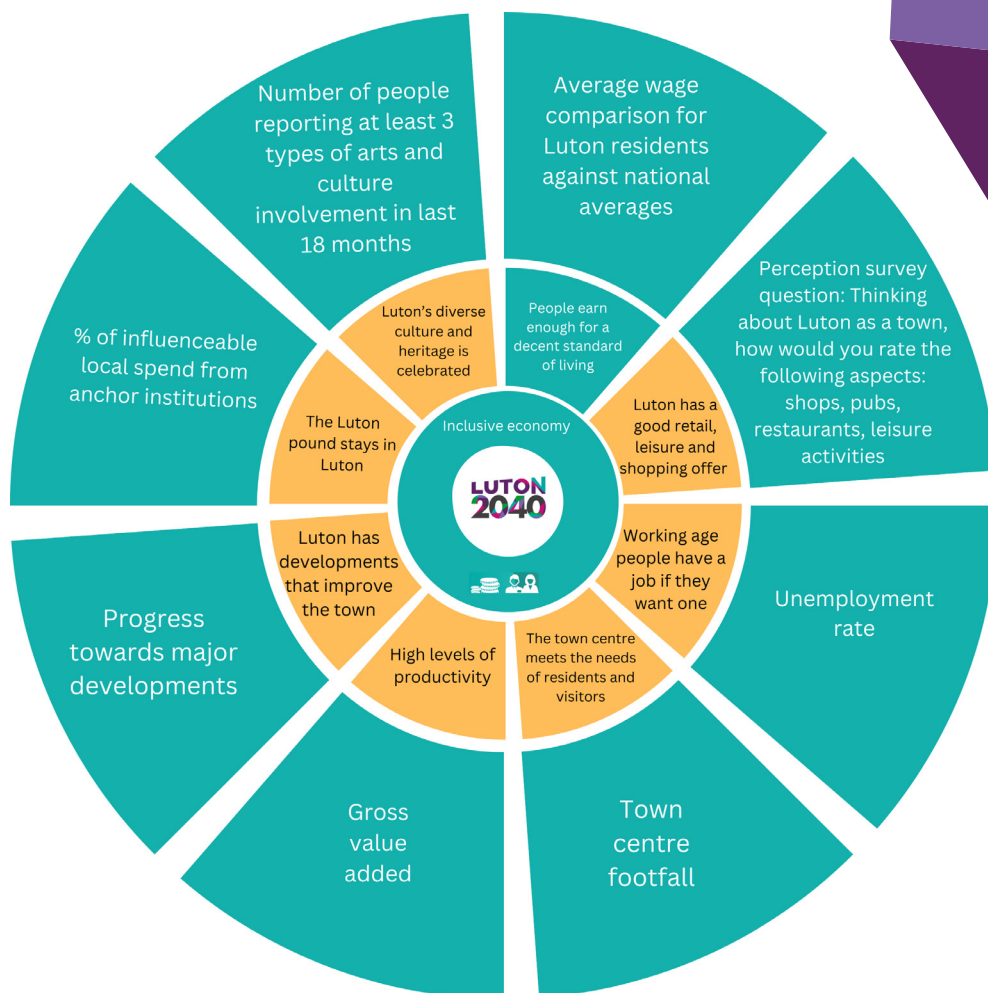 Number of people
reporting at least 3
types of arts and
culture
involvement in last
18 months
Average wage
comparison for
Luton residents
against national
averages
Perception survey
question: Thinking
about Luton as a town,
how would you rate the
following aspects:
shops, pubs,
restaurants, leisure
activities
% of influenceable
local spend from
anchor institutions
Luton's diverse
culture and
heritage is
celebrated
People earn
enough for a
decent standard
of living
The Luton
pound stays in
Luton
Inclusive economy
LUTON
2040
Luton has a
good retail,
leisure and
shopping offer
Luton has
developments
that improve
the town
Working age
people have a
job if they
want one
High levels of
productivity
The town centre
meets the needs
of residents and
visitors
Progress
towards major
developments
Unemployment
rate
Gross
value
added
Town
centre
footfall